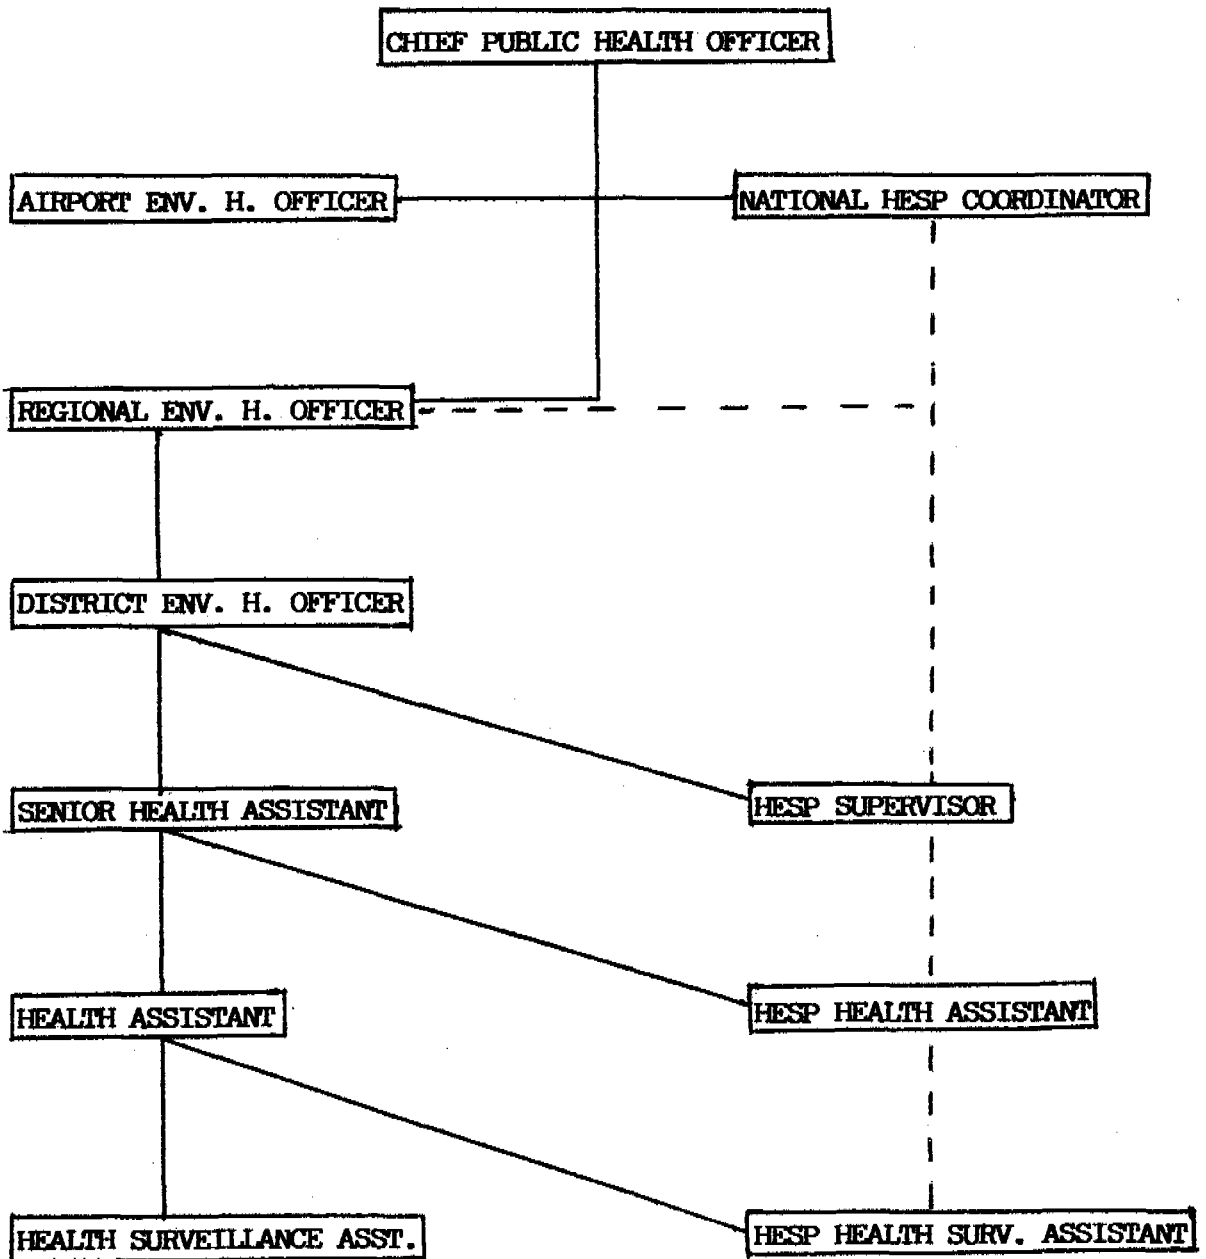 CHIEF PUBLIC HEALTH OFFICER
AIRPORT ENV. H. OFFICER
NATIONAL HESP COORDINATOR
REGIONAL ENV. H. OFFICER
DISTRICT ENV. H. OFFICER
SENIOR HEALTH ASSISTANT
HESP SUPERVISOR
HEALTH ASSISTANT
HESP HEALTH ASSISTANT
HEALTH SURVEILLANCE ASST.
HESP HEALTH SURV. ASSISTANT